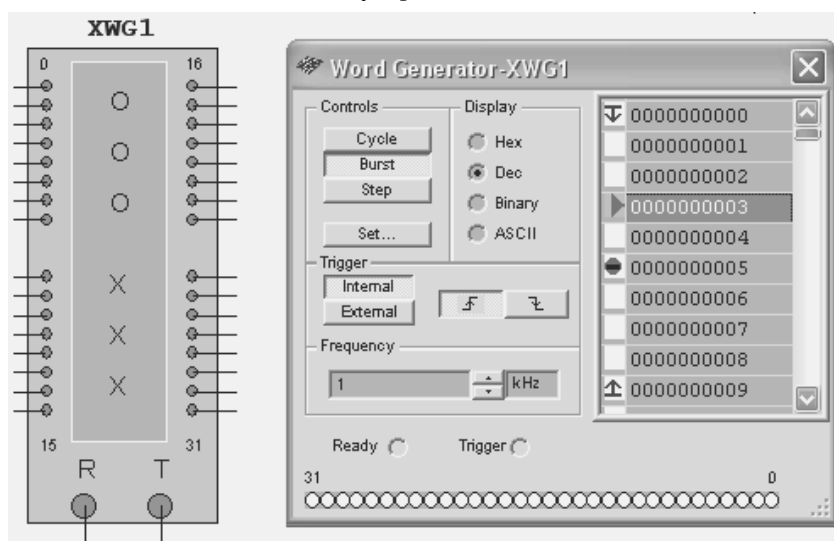 XWG1
0 16
O
O
O
X
X
X
15 31
R T
Word Generator-XWG1
Controls
Cycle
Burst
Step
Set...
Display
Hex
Dec
Binary
ASCII
Trigger
Internal
External
Frequency
1 kHz
0000000000
0000000001
0000000002
0000000003
0000000004
0000000005
0000000006
0000000007
0000000008
0000000009
Ready Trigger
31 0